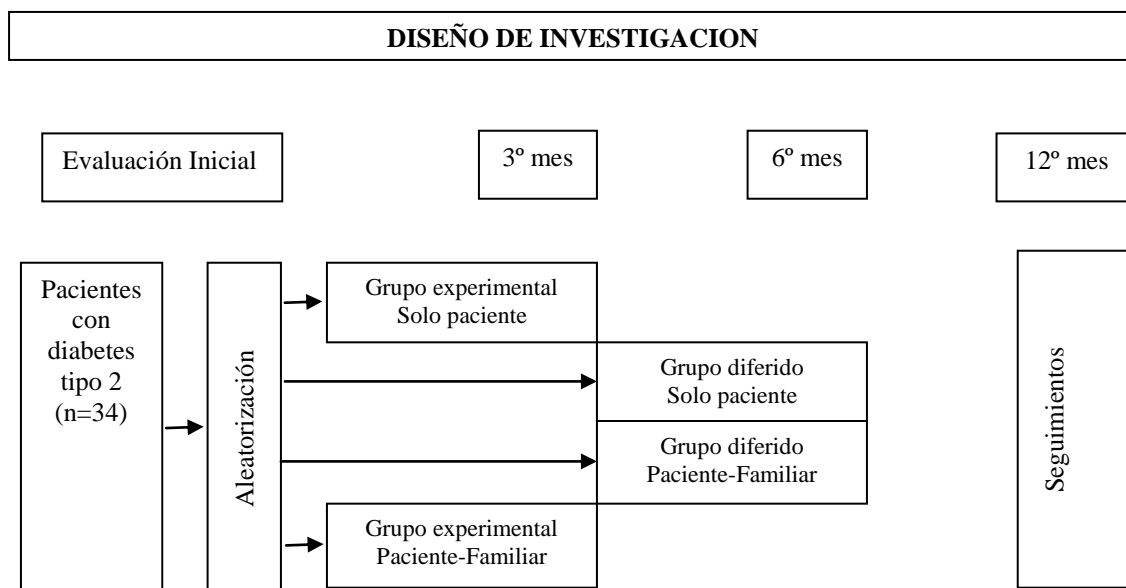 DISEÑO DE INVESTIGACION
Evaluación Inicial
3º mes
6º mes
12º mes
Pacientes
con
diabetes
tipo 2
(n=34)
Aleatorización
Grupo experimental
Solo paciente
Grupo diferido
Solo paciente
Grupo diferido
Paciente-Familiar
Grupo experimental
Paciente-Familiar
Seguimientos